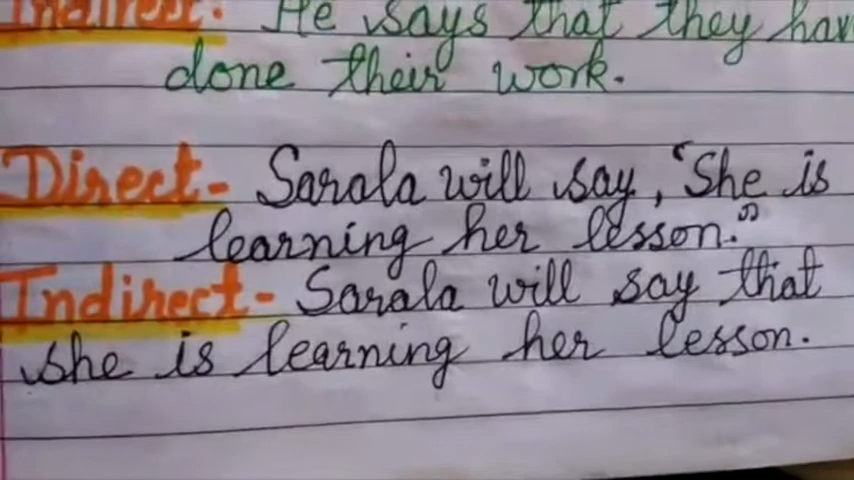 Indirect. He says that they hav
done their work.
Direct- Sarala will say, "She is
learning her lesson."
Indirect- Sarala will say that
she is learning her lesson.